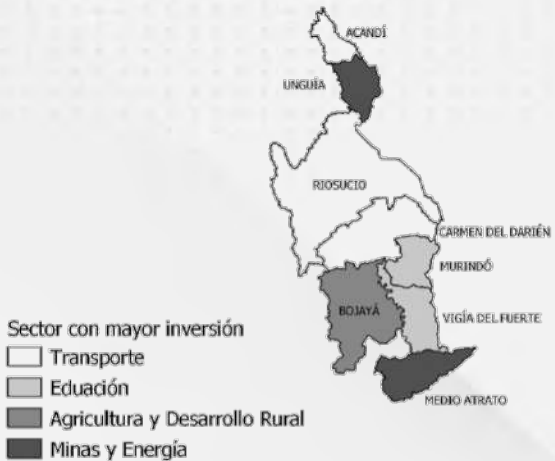 ACANDÍ
UNGUÍA
RIOSUCIO
CARMEN DEL DARIÉN
MURINDÓ
BOJAYÁ
VIGÍA DEL FUERTE
MEDIO ATRATO
Sector con mayor inversión
Transporte
Eduación
Agricultura y Desarrollo Rural
Minas y Energía